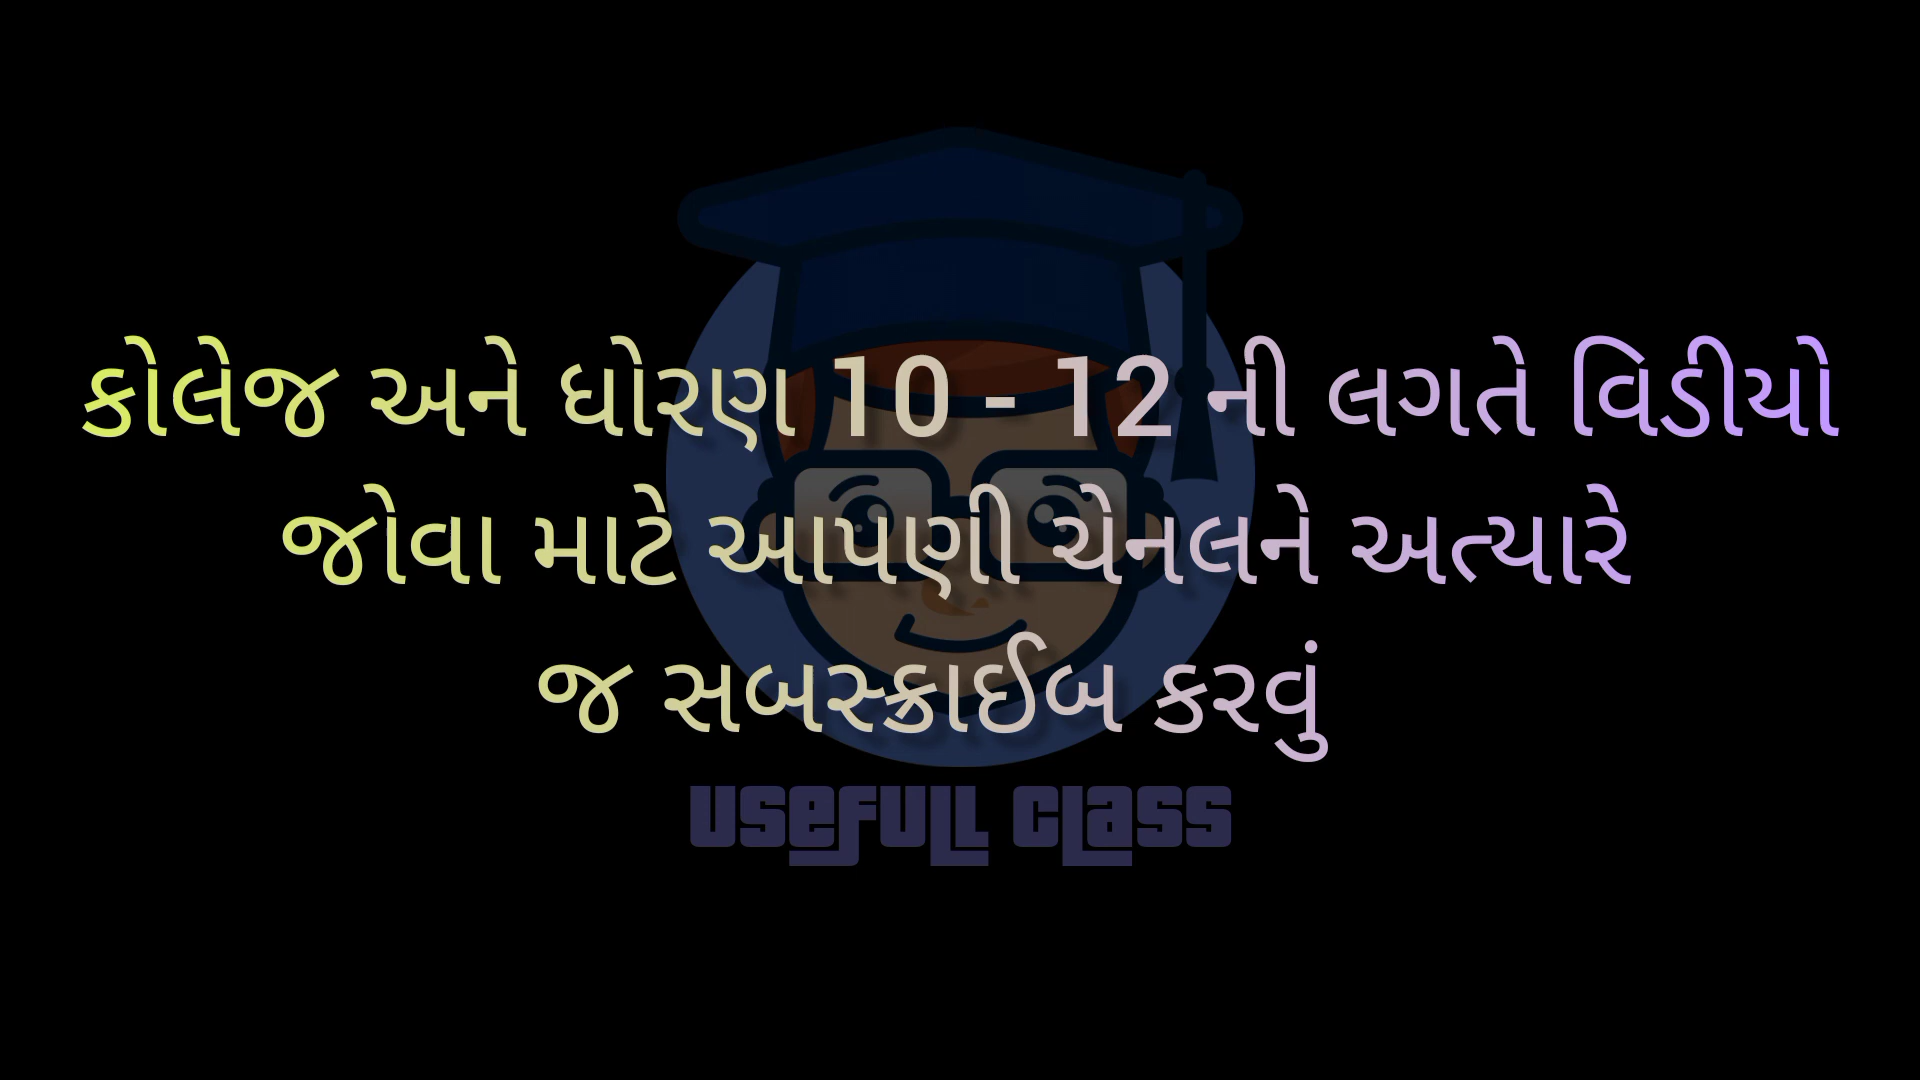 કોલેજ અને ધોરણ 10 - 12 ની લગતે વિડીયો
જોવા માટે આપણી ચેનલને અત્યારે
જ સબસ્ક્રાઈબ કરવું
USEFULL CLASS